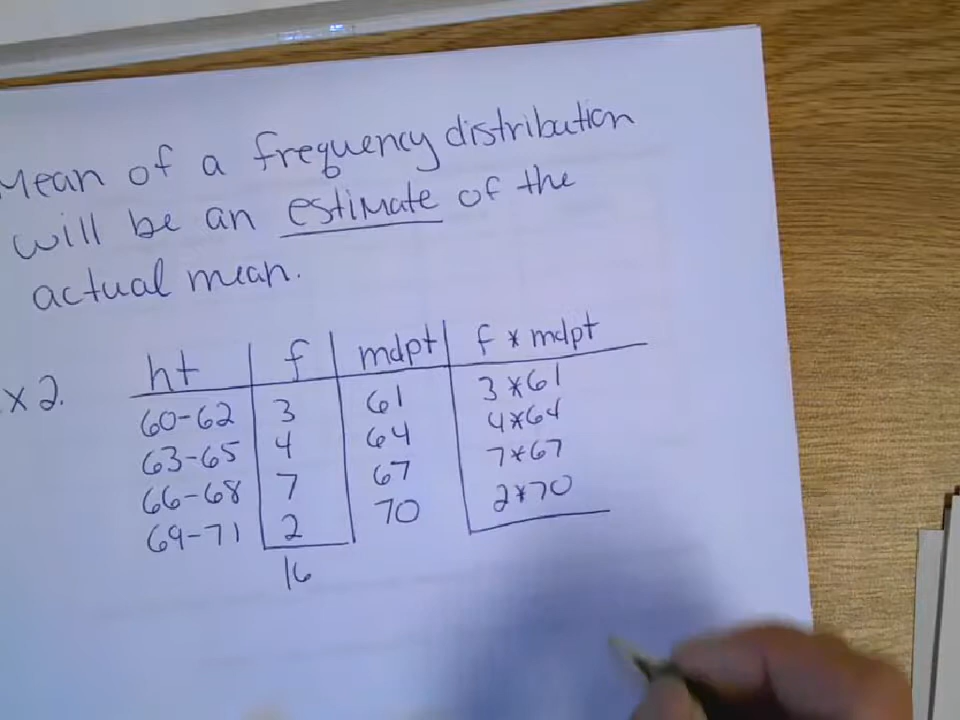 Mean of a frequency distribution
will be an estimate of the
actual mean.
x 2. ht f mdpt f * mdpt
60-62 3 61 3*61
63-65 4 64 4*64
66-68 7 67 7*67
69-71 2 70 2*70
16